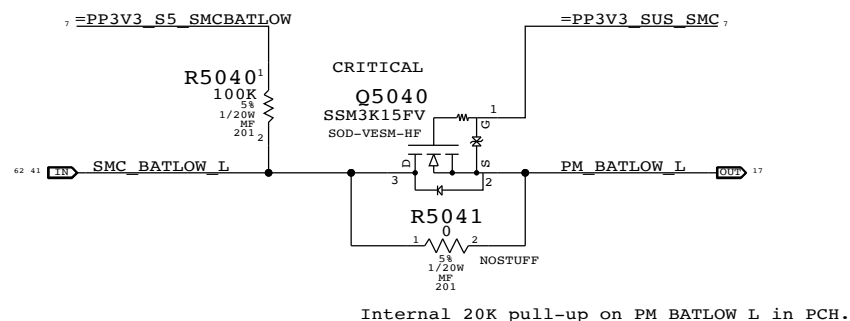 7 =PP3V3_S5_SMCBATLOW
=PP3V3_SUS_SMC 7
R5040 1
100K
5%
1/20W
MF
201 2
CRITICAL
Q5040
SSM3K15FV
SOD-VESM-HF
1
G
D
S
3
2
62 41 IN SMC_BATLOW_L
PM_BATLOW_L OUT 17
R5041
0
1 2
5%
1/20W
MF
201
NOSTUFF
Internal 20K pull-up on PM_BATLOW_L in PCH.